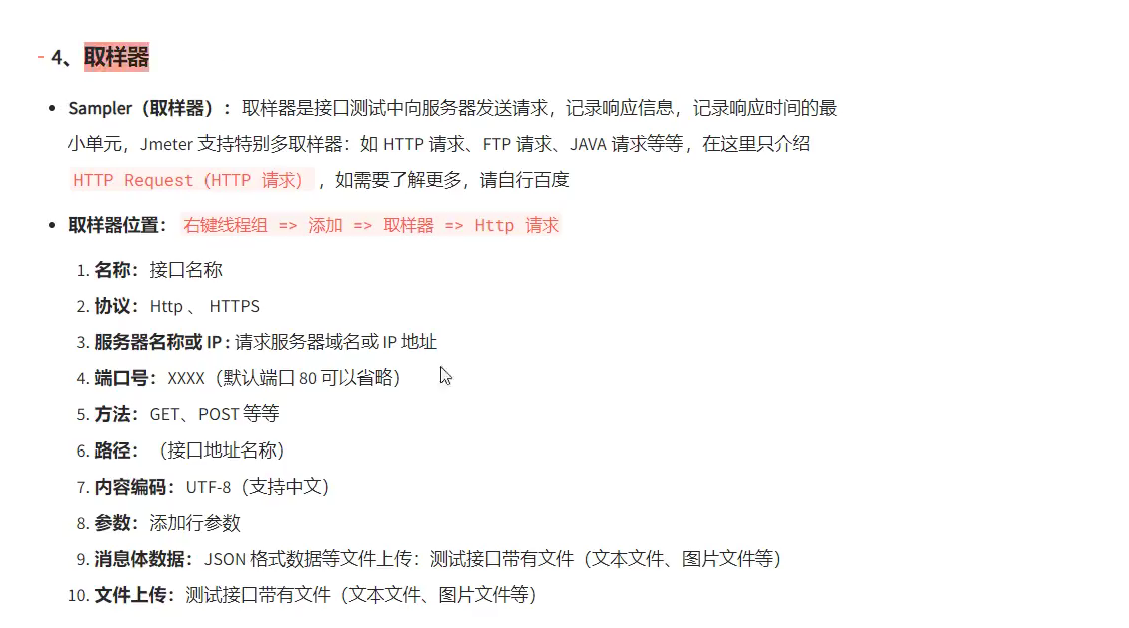 - 4、取样器
• Sampler（取样器）：取样器是接口测试中向服务器发送请求，记录响应信息，记录响应时间的最
小单元，Jmeter 支持特别多取样器：如 HTTP 请求、FTP 请求、JAVA 请求等等，在这里只介绍
HTTP Request（HTTP 请求），如需要了解更多，请自行百度
• 取样器位置： 右键线程组 => 添加 => 取样器 => Http 请求
1. 名称：接口名称
2. 协议：Http 、 HTTPS
3. 服务器名称或 IP : 请求服务器域名或 IP 地址
4. 端口号：XXXX（默认端口 80 可以省略）
5. 方法：GET、POST 等等
6. 路径：（接口地址名称）
7. 内容编码：UTF-8（支持中文）
8. 参数：添加行参数
9. 消息体数据：JSON 格式数据等文件上传：测试接口带有文件（文本文件、图片文件等）
10. 文件上传：测试接口带有文件（文本文件、图片文件等）